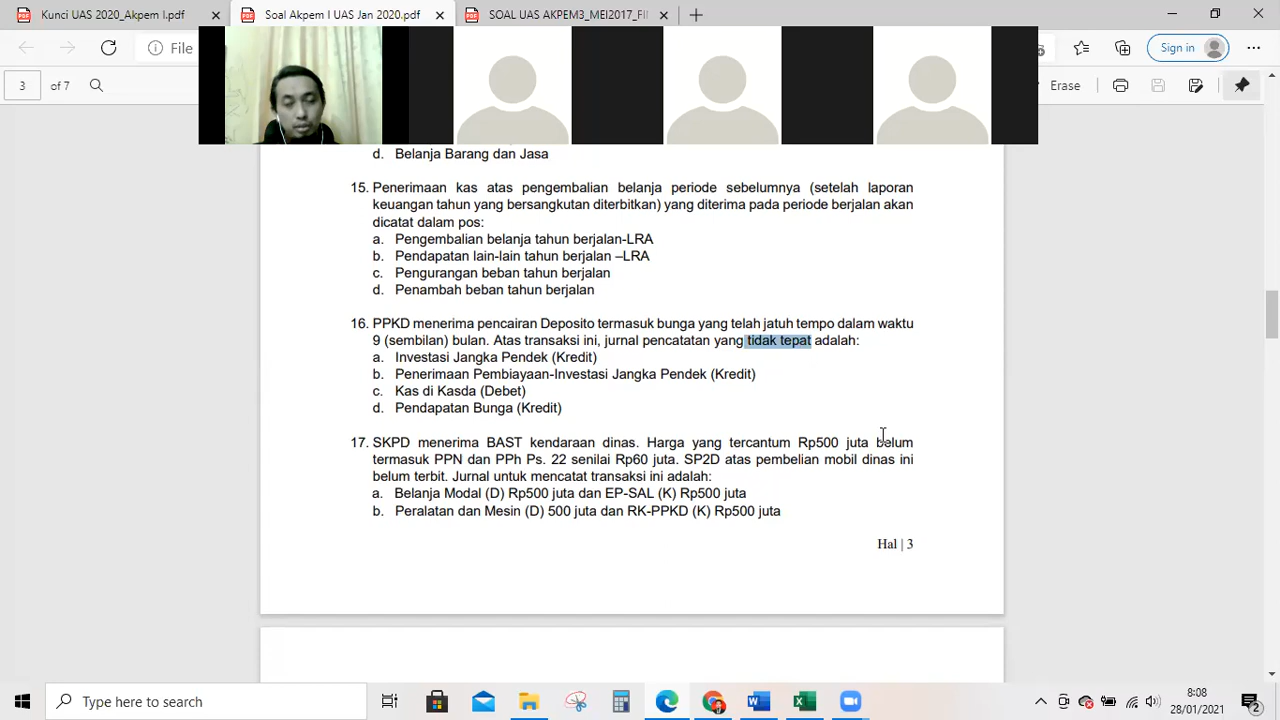 Kunci UAS 2020_Akpem I.pdf
Soal Akpem I UAS Jan 2020.pdf
SOAL UAS AKPEM3_MEI2017_FI
File
Sign in
3 of 7
Erase
d. Belanja Barang dan Jasa
15. Penerimaan kas atas pengembalian belanja periode sebelumnya (setelah laporan
keuangan tahun yang bersangkutan diterbitkan) yang diterima pada periode berjalan akan
dicatat dalam pos:
a. Pengembalian belanja tahun berjalan-LRA
b. Pendapatan lain-lain tahun berjalan –LRA
c. Pengurangan beban tahun berjalan
d. Penambah beban tahun berjalan
16. PPKD menerima pencairan Deposito termasuk bunga yang telah jatuh tempo dalam waktu
9 (sembilan) bulan. Atas transaksi ini, jurnal pencatatan yang tidak tepat adalah:
a. Investasi Jangka Pendek (Kredit)
b. Penerimaan Pembiayaan-Investasi Jangka Pendek (Kredit)
c. Kas di Kasda (Debet)
d. Pendapatan Bunga (Kredit)
17. SKPD menerima BAST kendaraan dinas. Harga yang tercantum Rp500 juta belum
termasuk PPN dan PPh Ps. 22 senilai Rp60 juta. SP2D atas pembelian mobil dinas ini
belum terbit. Jurnal untuk mencatat transaksi ini adalah:
a. Belanja Modal (D) Rp500 juta dan EP-SAL (K) Rp500 juta
b. Peralatan dan Mesin (D) 500 juta dan RK-PPKD (K) Rp500 juta
Hal | 3
Type here to search
8:08
28/01/2021
2